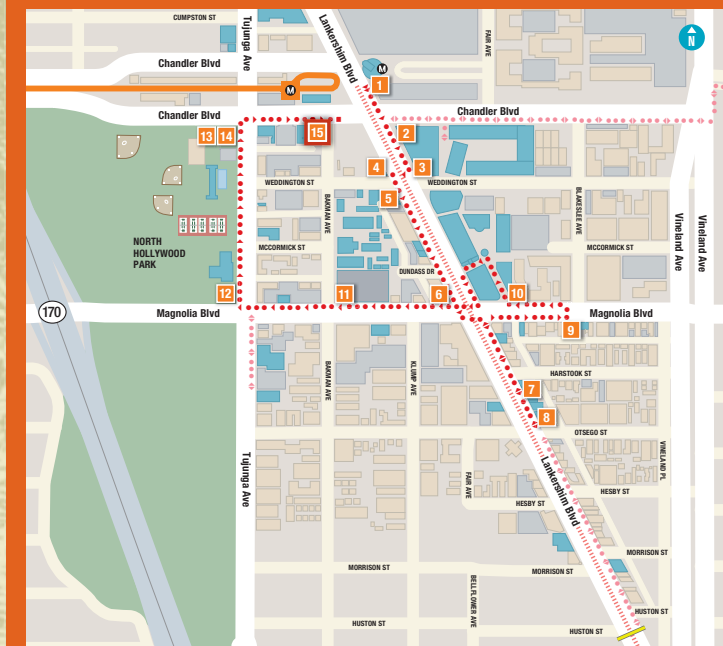 CUMPSTON ST
Tujunga Ave
Lankershim Blvd
FAIR AVE
N
Chandler Blvd
M
M
1
Chandler Blvd
Chandler Blvd
13
14
15
2
4
3
WEDDINGTON ST
WEDDINGTON ST
5
BAKMAN AVE
BLAKESLEE AVE
Vineland Ave
Vineland Ave
NORTH
HOLLYWOOD
PARK
MCCORMICK ST
MCCORMICK ST
DUNDASS DR
12
11
6
10
170
Magnolia Blvd
Magnolia Blvd
9
BAKMAN AVE
KLUMP AVE
HARSTOOK ST
7
8
OTSEGO ST
Tujunga Ave
FAIR AVE
Lankershim Blvd
VINELAND PL
HESBY ST
HESBY ST
MORRISON ST
MORRISON ST
MORRISON ST
BELLFLOWER AVE
HUSTON ST
HUSTON ST
HUSTON ST